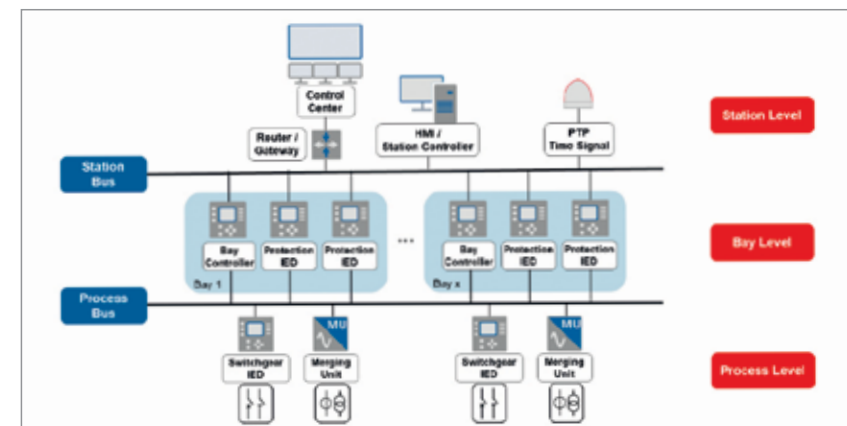 Control
Center
Station Level
Router /
Gateway
HMI /
Station Controller
PTP
Time Signal
Station
Bus
Bay
Controller
Protection
IED
Protection
IED
...
Bay
Controller
Protection
IED
Protection
IED
Bay Level
Bay 1
Bay x
Process
Bus
MU
MU
Switchgear
IED
Merging
Unit
Switchgear
IED
Merging
Unit
Process Level